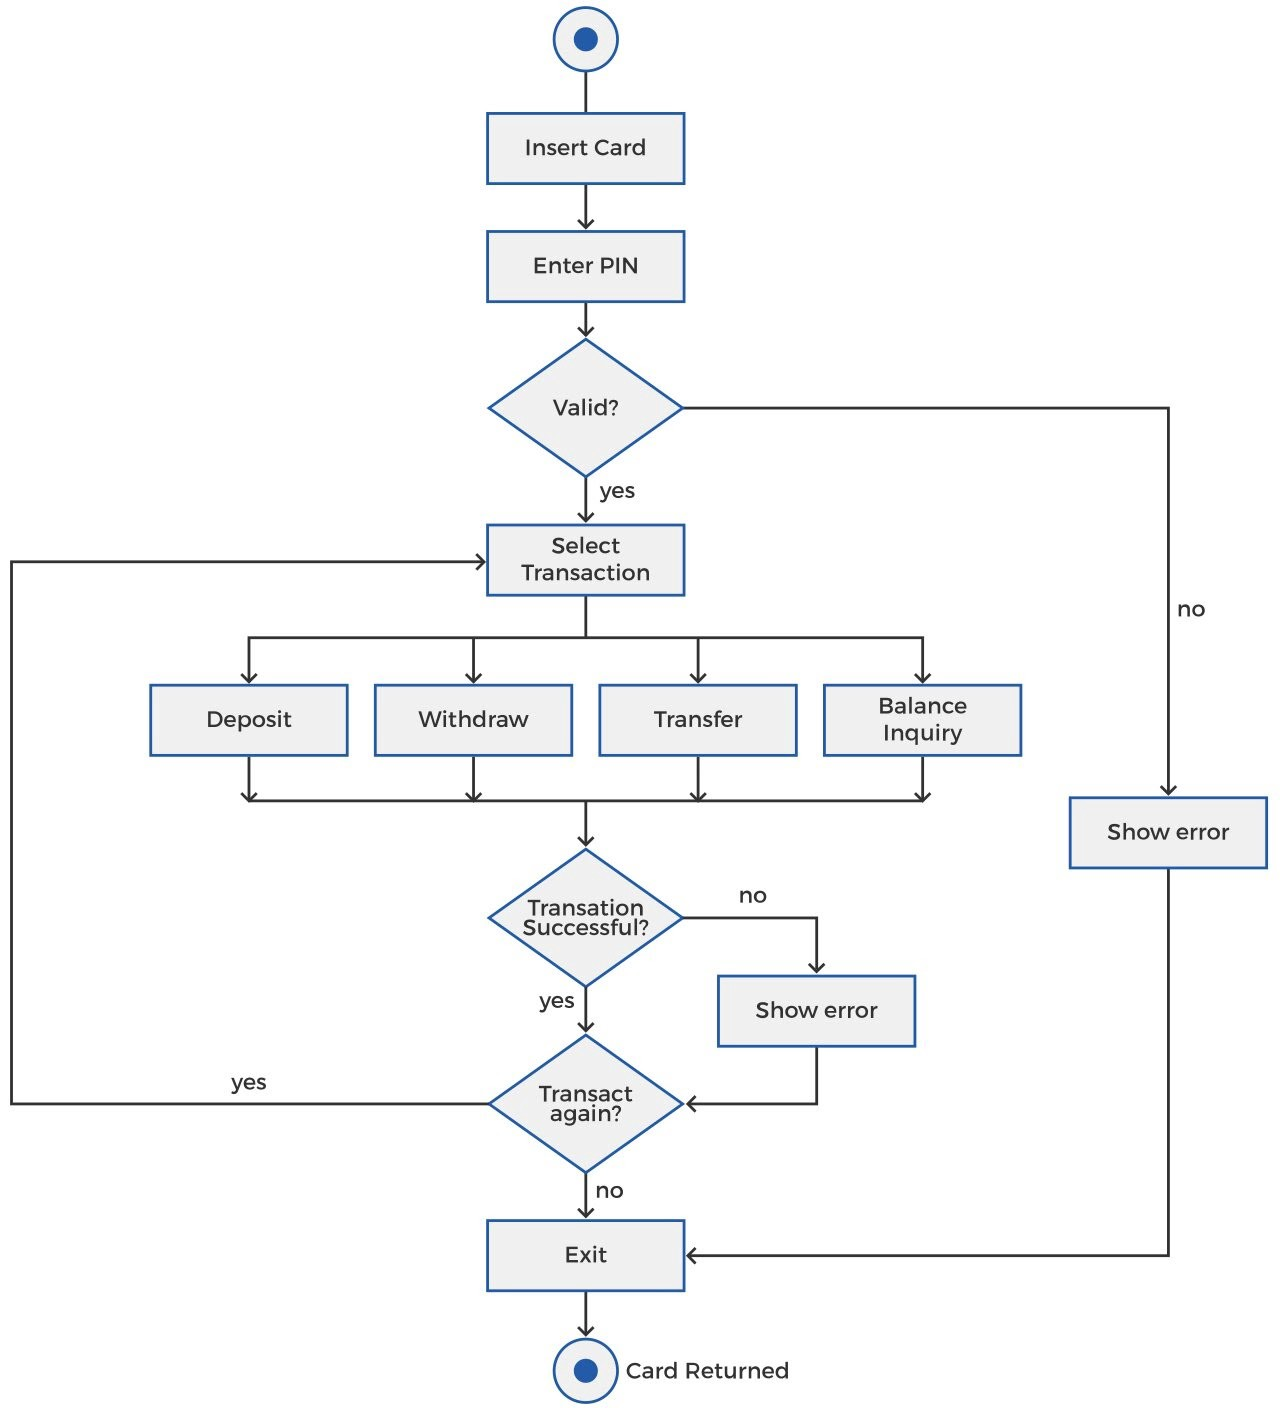 Insert Card
Enter PIN
Valid?
yes
Select
Transaction
no
Deposit
Withdraw
Transfer
Balance
Inquiry
Show error
Transation
Successful?
no
yes
Show error
Transact
again?
yes
no
Exit
Card Returned